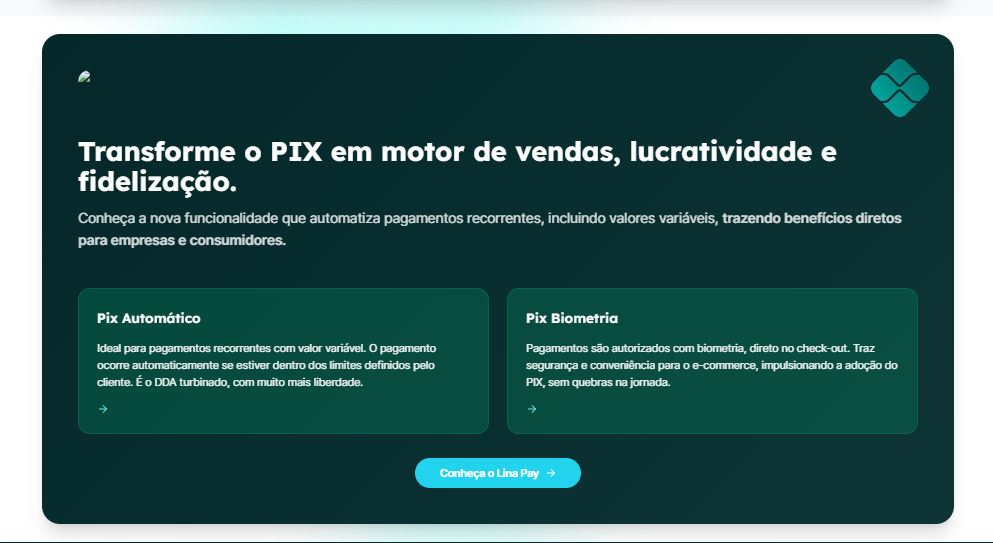 Transforme o PIX em motor de vendas, lucratividade e
fidelização.
Conheça a nova funcionalidade que automatiza pagamentos recorrentes, incluindo valores variáveis, trazendo benefícios diretos
para empresas e consumidores.
Pix Automático
Ideal para pagamentos recorrentes com valor variável. O pagamento
ocorre automaticamente se estiver dentro dos limites definidos pelo
cliente. É o DDA turbinado, com muito mais liberdade.
→
Pix Biometria
Pagamentos são autorizados com biometria, direto no check-out. Traz
segurança e conveniência para o e-commerce, impulsionando a adoção do
PIX, sem quebras na jornada.
→
Conheça o Lina Pay →